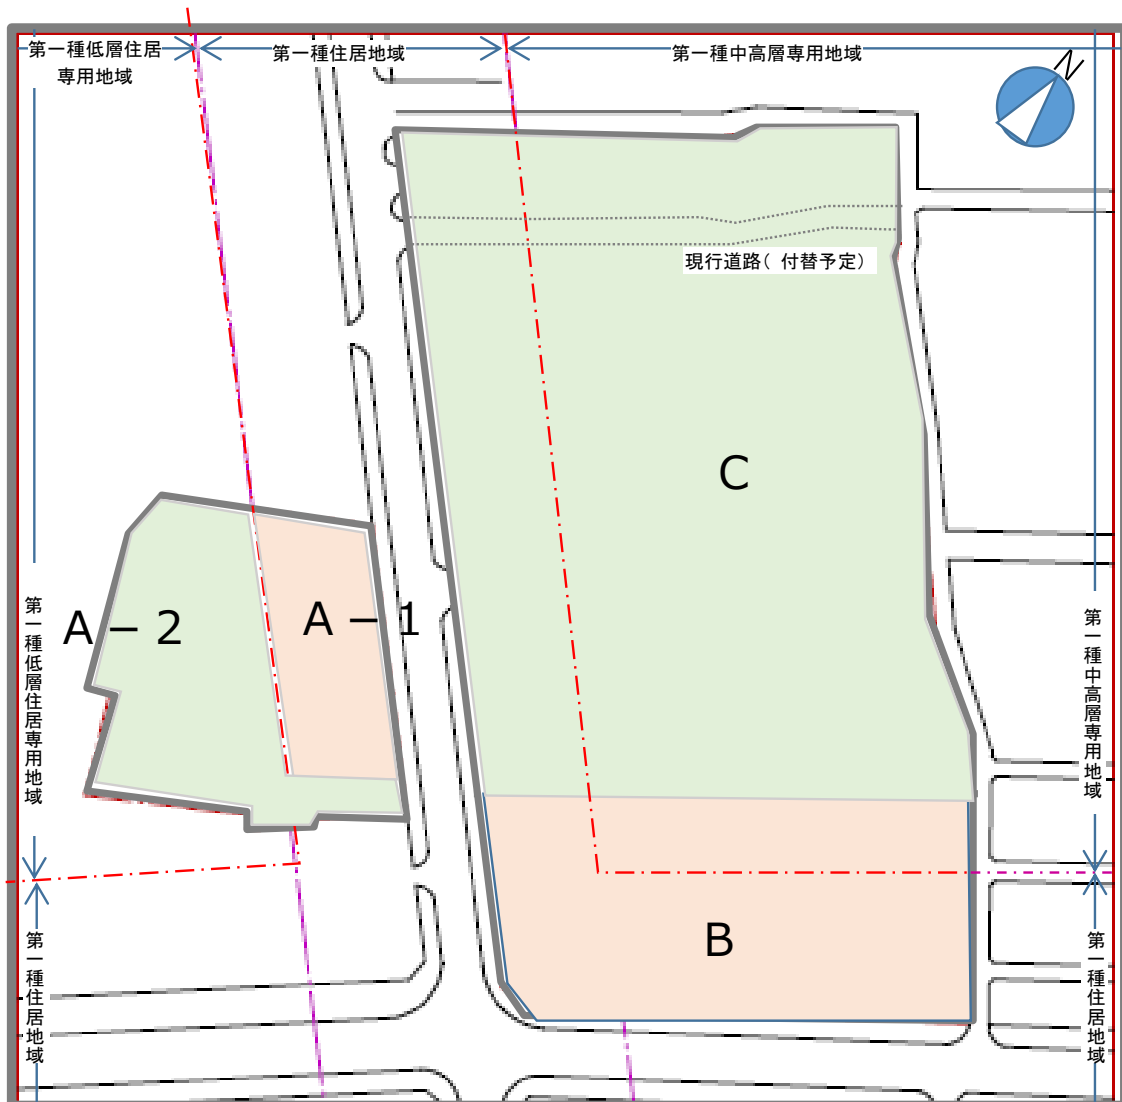 第一種低層住居
専用地域
第一種住居地域
第一種中高層専用地域
N
現行道路( 付替予定)
C
A－2
A－1
第一種低層住居専用地域
第一種中高層専用地域
B
第一種住居地域
第一種住居地域